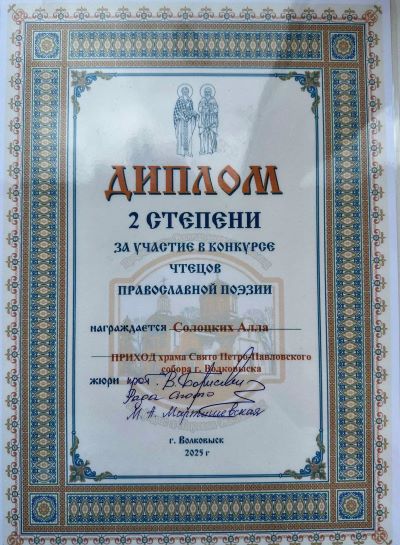 ДИПЛОМ
2 СТЕПЕНИ
ЗА УЧАСТИЕ В КОНКУРСЕ
ЧТЕЦОВ
ПРАВОСЛАВНОЙ ПОЭЗИИ
награждается Солоцких Алла
ПРИХОД храма Свято Петро-Павловского
собора г. Волковыска
жюри прот. В.
М. А. Мартишевская
г. Волковыск
2025 г